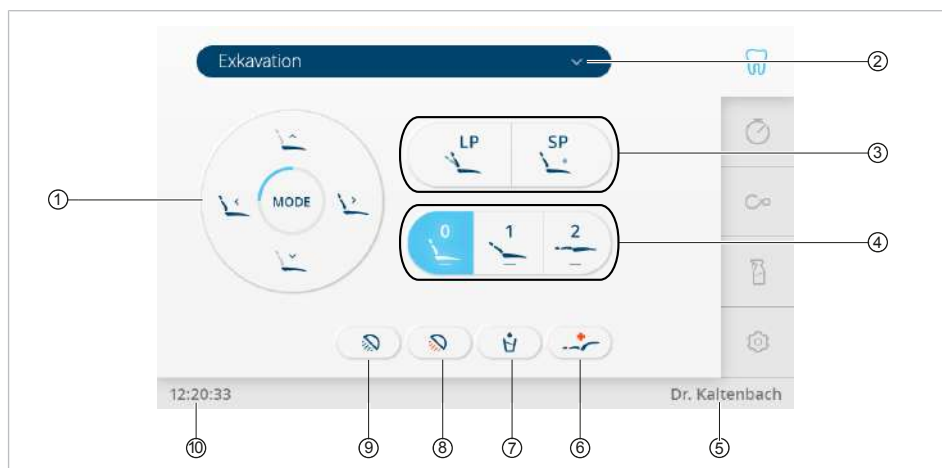 Exkavation
②
LP SP
③
①
MODE
0 1 2
④
12:20:33
Dr. Kaltenbach
⑩ ⑨ ⑧ ⑦ ⑥ ⑤